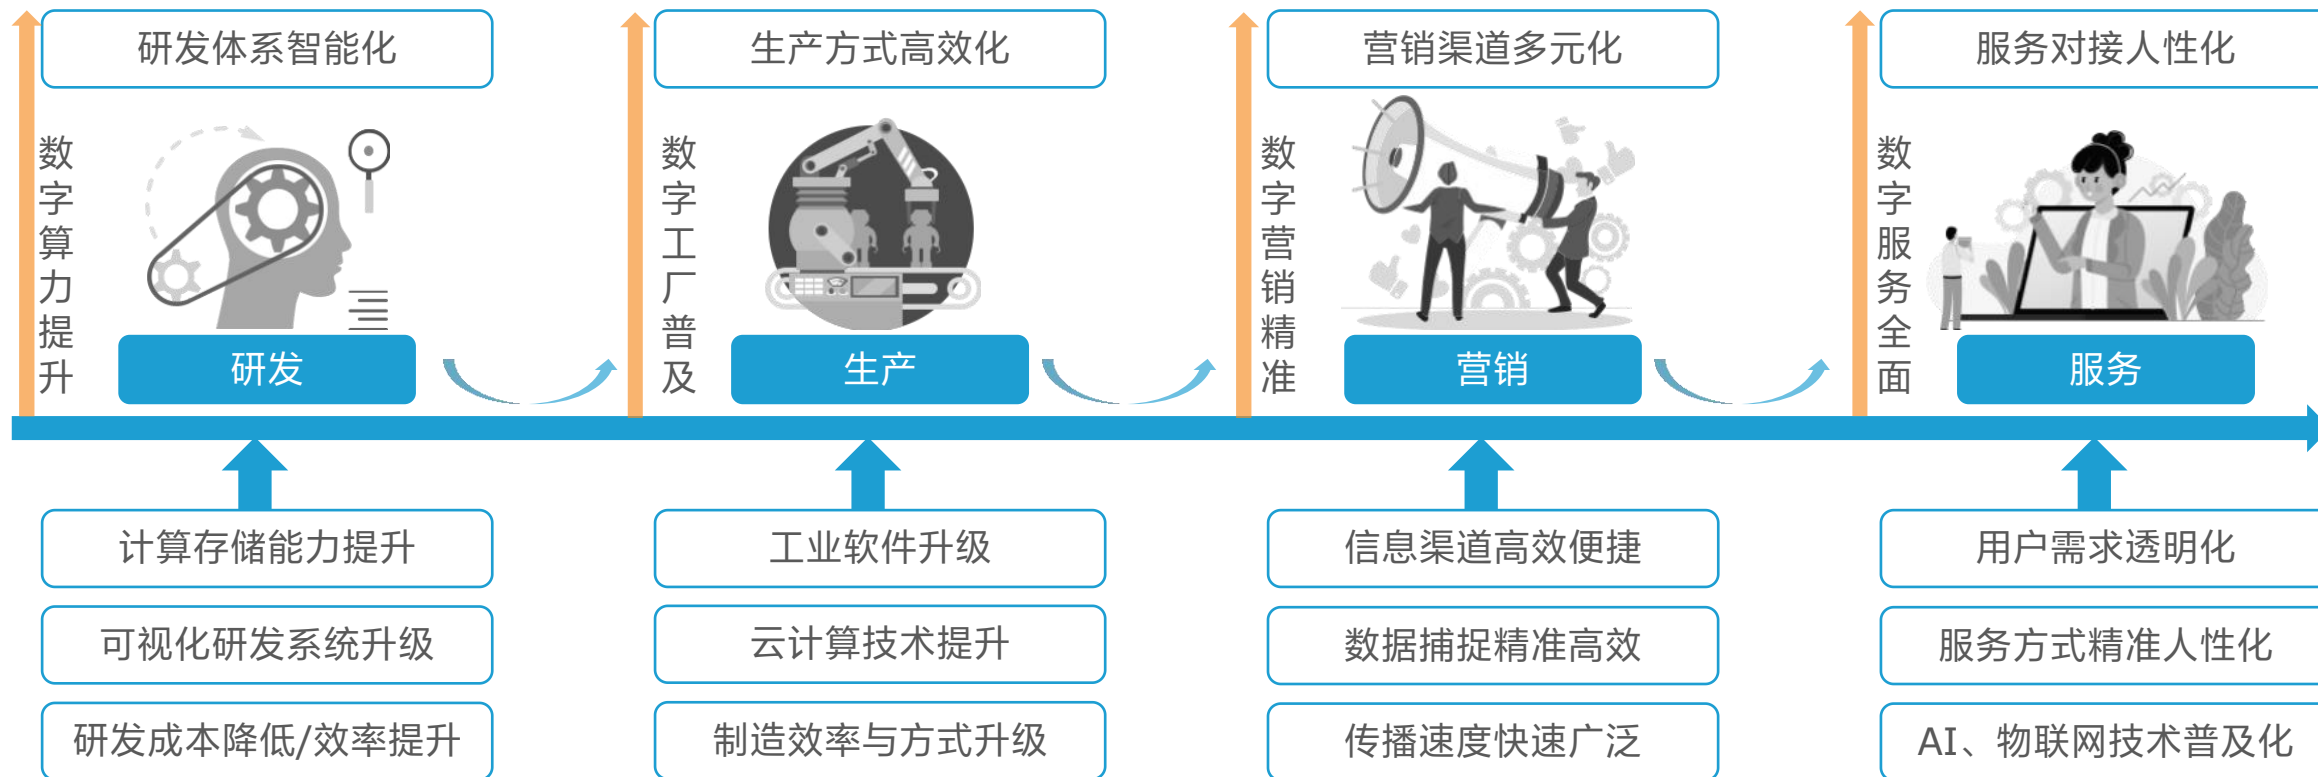 研发体系智能化
生产方式高效化
营销渠道多元化
服务对接人性化
数字算力提升
数字工厂普及
数字营销精准
数字服务全面
研发
生产
营销
服务
计算存储能力提升
工业软件升级
信息渠道高效便捷
用户需求透明化
可视化研发系统升级
云计算技术提升
数据捕捉精准高效
服务方式精准人性化
研发成本降低/效率提升
制造效率与方式升级
传播速度快速广泛
AI、物联网技术普及化